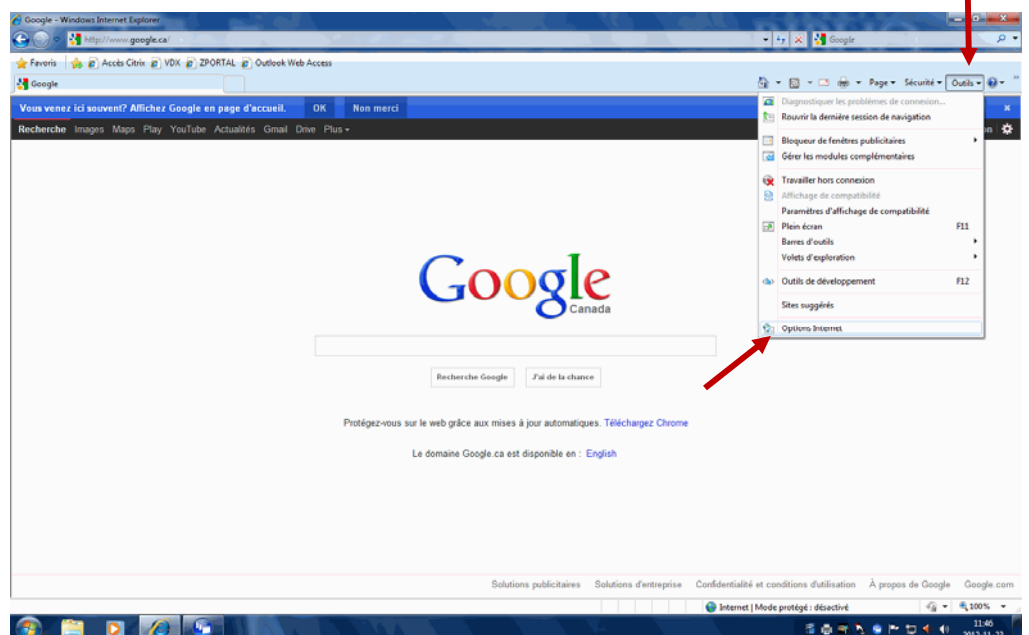 Google - Windows Internet Explorer
http://www.google.ca/
Google
Favoris Accès Citrix VDX ZPORTAL Outlook Web Access
Google
Page Sécurité Outils
Vous venez ici souvent? Affichez Google en page d'accueil. OK Non merci
Recherche Images Maps Play YouTube Actualités Gmail Drive Plus
Diagnostiquer les problèmes de connexion...
Rouvrir la dernière session de navigation
Bloqueur de fenêtres publicitaires
Gérer les modules complémentaires
Travailler hors connexion
Affichage de compatibilité
Paramètres d'affichage de compatibilité
Plein écran F11
Barres d'outils
Volets d'exploration
Outils de développement F12
Sites suggérés
Options Internet
Google
Canada
Recherche Google J'ai de la chance
Protégez-vous sur le web grâce aux mises à jour automatiques. Téléchargez Chrome
Le domaine Google.ca est disponible en : English
Solutions publicitaires Solutions d'entreprise Confidentialité et conditions d'utilisation À propos de Google Google.com
Internet | Mode protégé : désactivé 100%
11:46